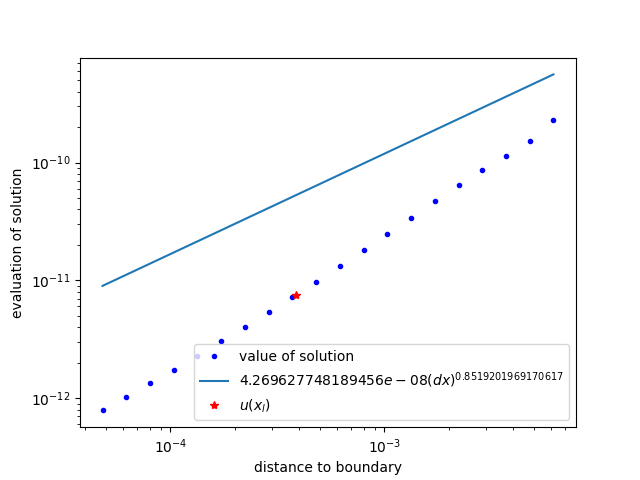 evaluation of solution
10⁻¹⁰
10⁻¹¹
10⁻¹²
value of solution
4.269627748189456e − 08(dx)^0.8519201969170617
u(x_l)
10⁻⁴
10⁻³
distance to boundary